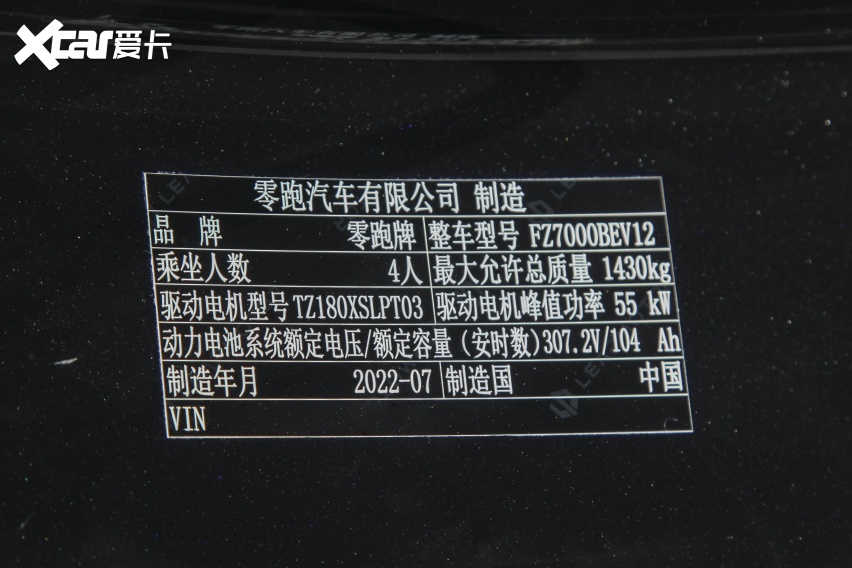 Xcar爱卡
零跑汽车有限公司 制造
品 牌 零跑牌 整车型号 FZ7000BEV12
乘坐人数 4人 最大允许总质量 1430kg
驱动电机型号 TZ180XSLPT03 驱动电机峰值功率 55 kW
动力电池系统额定电压/额定容量(安时数)307.2V/104 Ah
制造年月 2022-07 制造国 中国
VIN